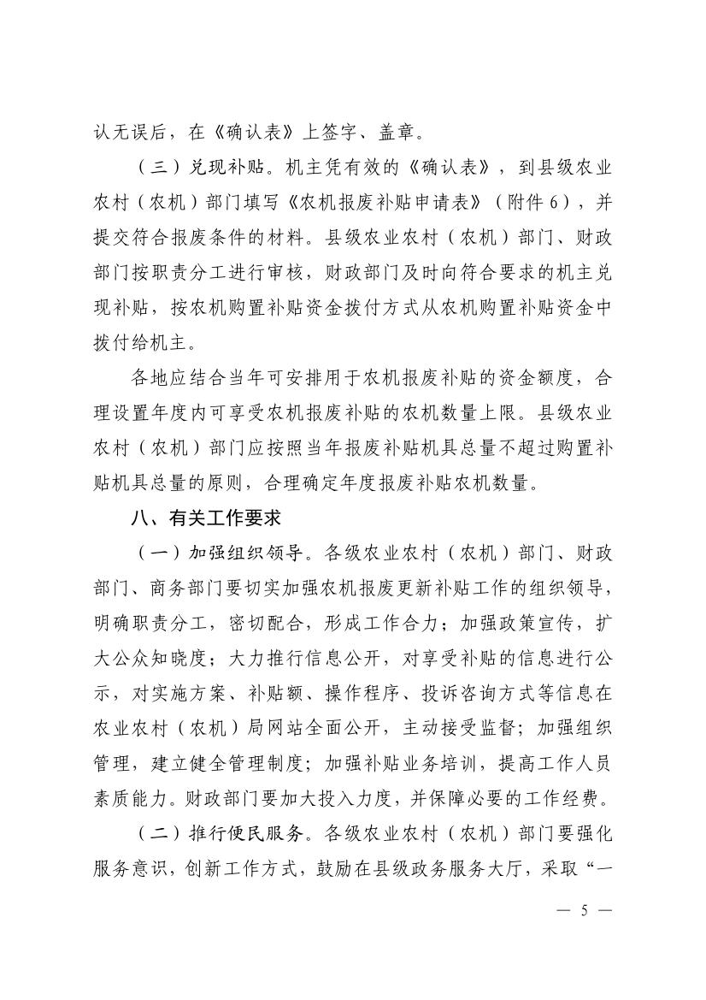 认无误后，在《确认表》上签字、盖章。
（三）兑现补贴。机主凭有效的《确认表》，到县级农业
农村（农机）部门填写《农机报废补贴申请表》（附件 6），并
提交符合报废条件的材料。县级农业农村（农机）部门、财政
部门按职责分工进行审核，财政部门及时向符合要求的机主兑
现补贴，按农机购置补贴资金拨付方式从农机购置补贴资金中
拨付给机主。
各地应结合当年可安排用于农机报废补贴的资金额度，合
理设置年度内可享受农机报废补贴的农机数量上限。县级农业
农村（农机）部门应按照当年报废补贴机具总量不超过购置补
贴机具总量的原则，合理确定年度报废补贴农机数量。
八、有关工作要求
（一）加强组织领导。各级农业农村（农机）部门、财政
部门、商务部门要切实加强农机报废更新补贴工作的组织领导，
明确职责分工，密切配合，形成工作合力；加强政策宣传，扩
大公众知晓度；大力推行信息公开，对享受补贴的信息进行公
示，对实施方案、补贴额、操作程序、投诉咨询方式等信息在
农业农村（农机）局网站全面公开，主动接受监督；加强组织
管理，建立健全管理制度；加强补贴业务培训，提高工作人员
素质能力。财政部门要加大投入力度，并保障必要的工作经费。
（二）推行便民服务。各级农业农村（农机）部门要强化
服务意识，创新工作方式，鼓励在县级政务服务大厅，采取“一
— 5 —